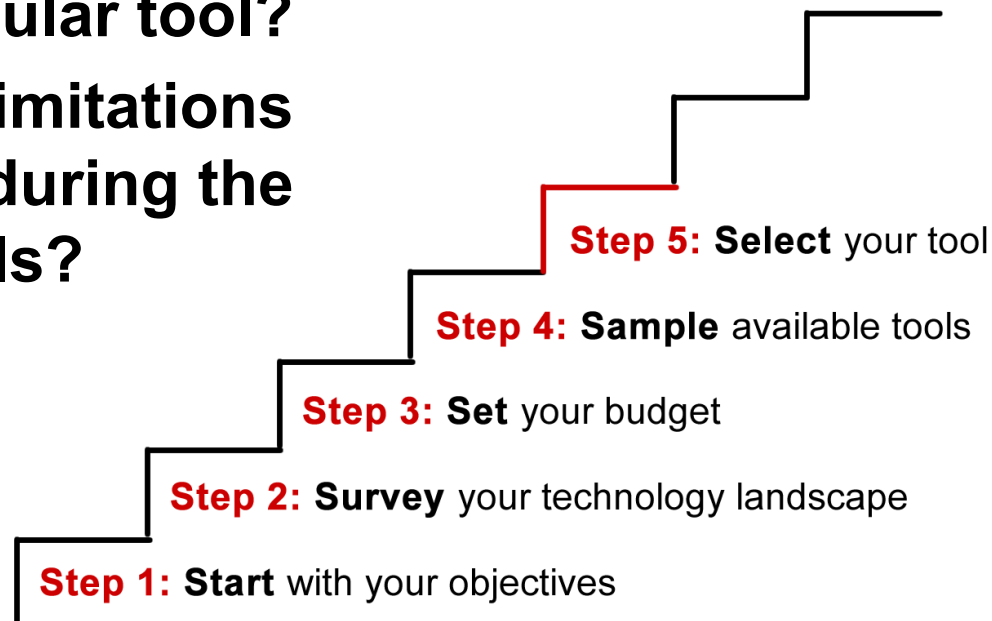 ular tool?
imitations
during the
ls?
Step 5: Select your tool
Step 4: Sample available tools
Step 3: Set your budget
Step 2: Survey your technology landscape
Step 1: Start with your objectives